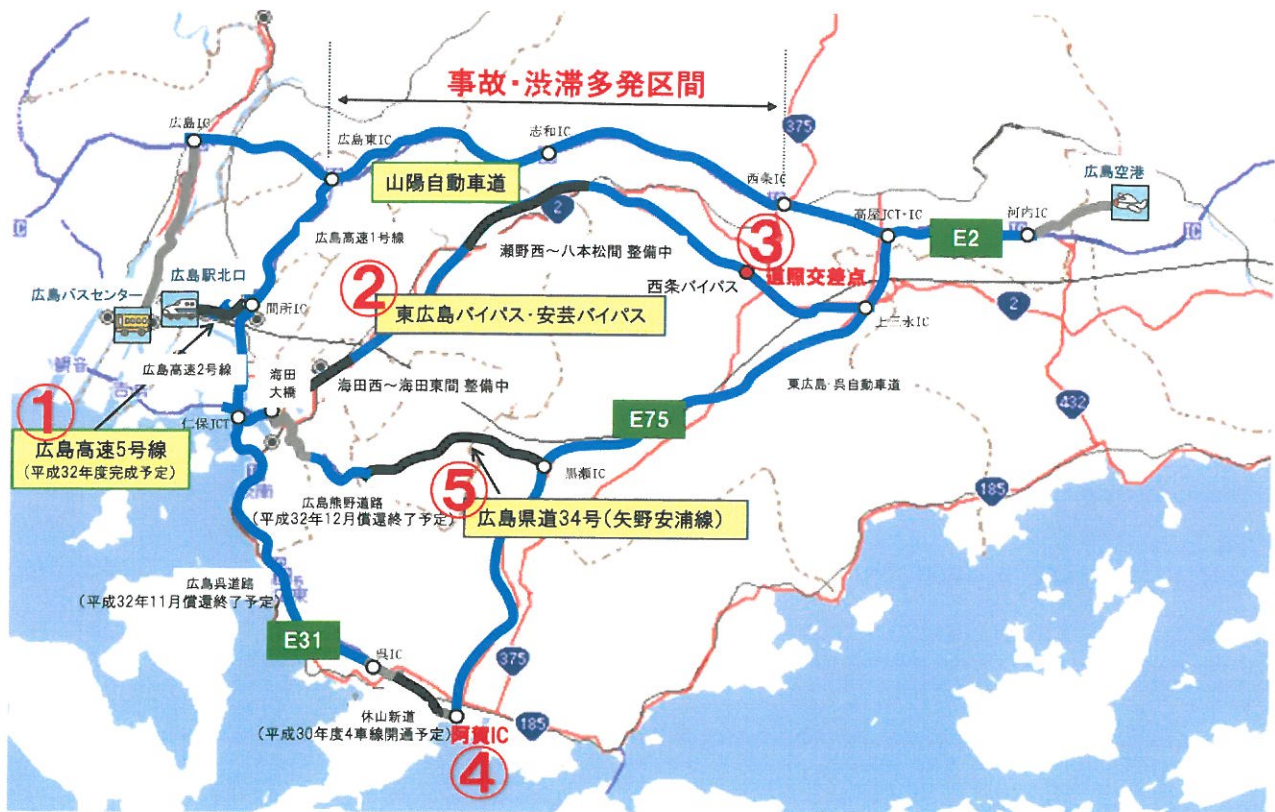 事故・渋滞多発区間
広島IC
広島東IC
志和IC
375
山陽自動車道
西条IC
広島空港
2
高屋JCT・IC
河内IC
E2
IC
広島高速1号線
瀬野西～八本松間 整備中
③
道照交差点
西条バイパス
広島駅北口
広島バスセンター
間所IC
②
東広島バイパス・安芸バイパス
2
上三永IC
広島高速2号線
海田
大橋
海田西～海田東間 整備中
東広島・呉自動車道
観音
432
①
仁保JCT
E75
広島高速5号線
(平成32年度完成予定)
黒瀬IC
⑤
広島熊野道路
(平成32年12月償還終了予定)
広島県道34号(矢野安浦線)
185
広島呉道路
(平成32年11月償還終了予定)
E31
呉IC
375
休山新道
(平成30年度4車線開通予定)
阿賀IC
185
④